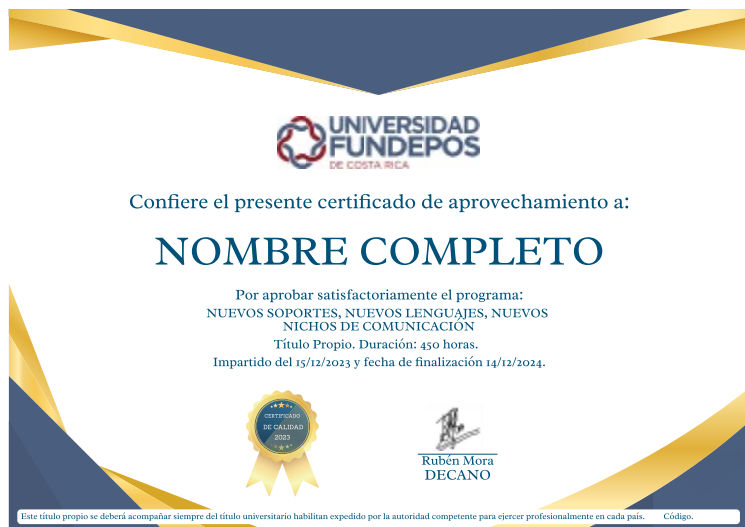 UNIVERSIDAD
FUNDEPOS
DE COSTA RICA
Confiere el presente certificado de aprovechamiento a:
NOMBRE COMPLETO
Por aprobar satisfactoriamente el programa:
NUEVOS SOPORTES, NUEVOS LENGUAJES, NUEVOS
NICHOS DE COMUNICACIÓN
Título Propio. Duración: 450 horas.
Impartido del 15/12/2023 y fecha de finalización 14/12/2024.
CERTIFICADO
DE CALIDAD
2023
Rubén Mora
DECANO
Este título propio se deberá acompañar siempre del título universitario habilitan expedido por la autoridad competente para ejercer profesionalmente en cada país. Código.